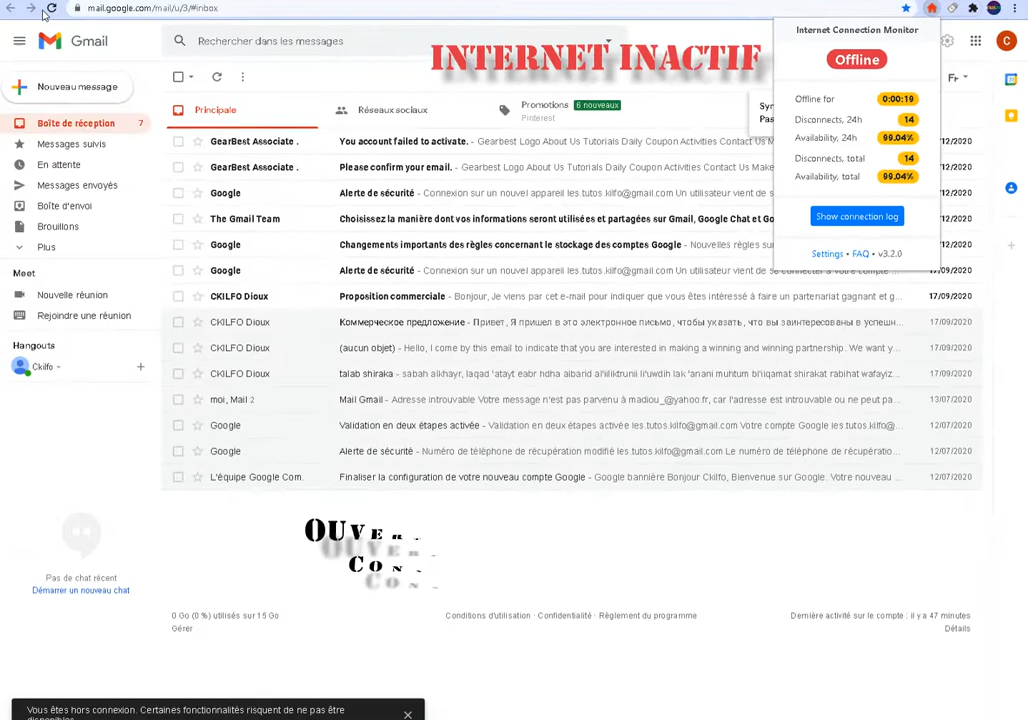 mail.google.com/mail/u/3/#inbox
Gmail
Rechercher dans les messages
INTERNET INACTIF
Internet Connection Monitor
Offline
Offline for 0:00:19
Disconnects, 24h 14
Availability, 24h 99.04%
Disconnects, total 14
Availability, total 99.04%
Show connection log
Settings • FAQ • v3.2.0
C
Nouveau message
Boîte de réception 7
Messages suivis
En attente
Messages envoyés
Boîte d'envoi
Brouillons
Plus
Meet
Nouvelle réunion
Rejoindre une réunion
Hangouts
Ckilfo
Pas de chat récent
Démarrer un nouveau chat
Principale
Réseaux sociaux
Promotions 6 nouveaux
Pinterest
GearBest Associate . You account failed to activate. - Gearbest Logo About Us Tutorials Daily Coupon Activities Contact Us M /12/2020
GearBest Associate . Please confirm your email. - Gearbest Logo About Us Tutorials Daily Coupon Activities Contact Us Make /12/2020
Google Alerte de sécurité - Connexion sur un nouvel appareil les.tutos.kilfo@gmail.com Un utilisateur vient de s /12/2020
The Gmail Team Choisissez la manière dont vos informations seront utilisées et partagées sur Gmail, Google Chat et Go /12/2020
Google Changements importants des règles concernant le stockage des comptes Google - Nouvelles règles sur /12/2020
Google Alerte de sécurité - Connexion sur un nouvel appareil les.tutos.kilfo@gmail.com Un utilisateur vient de se connecter à votre compte 17/09/2020
CKILFO Dioux Proposition commerciale - Bonjour, Je viens par cet e-mail pour indiquer que vous êtes intéressé à faire un partenariat gagnant et g... 17/09/2020
CKILFO Dioux Коммерческое предложение - Привет, Я пришел в это электронное письмо, чтобы указать, что вы заинтересованы в успешн... 17/09/2020
CKILFO Dioux (aucun objet) - Hello, I come by this email to indicate that you are interested in making a winning and winning partnership. We want y... 17/09/2020
CKILFO Dioux talab shiraka - sabah alkhayr, laqad 'atayt eabr hdha albarid al'iiliktrunii li'uwdih lak 'anani muhtum bi'iiqamat shirakat rabihat wafayiz... 17/09/2020
moi, Mail 2 Mail Gmail - Adresse introuvable Votre message n'est pas parvenu à madiou_@yahoo.fr, car l'adresse est introuvable ou ne peut pa... 13/07/2020
Google Validation en deux étapes activée - Validation en deux étapes activée les.tutos.kilfo@gmail.com Votre compte Google les.tutos.kilfo@... 12/07/2020
Google Alerte de sécurité - Numéro de téléphone de récupération modifié les.tutos.kilfo@gmail.com Le numéro de téléphone de récupératio... 12/07/2020
L'équipe Google Com. Finaliser la configuration de votre nouveau compte Google - Google bannière Bonjour Ckilfo, Bienvenue sur Google. Votre nouveau ... 12/07/2020
0 Go (0 %) utilisés sur 15 Go
Gérer
Conditions d'utilisation · Confidentialité · Règlement du programme
Dernière activité sur le compte : il y a 47 minutes
Détails
Vous êtes hors connexion. Certaines fonctionnalités risquent de ne pas être
disponibles.